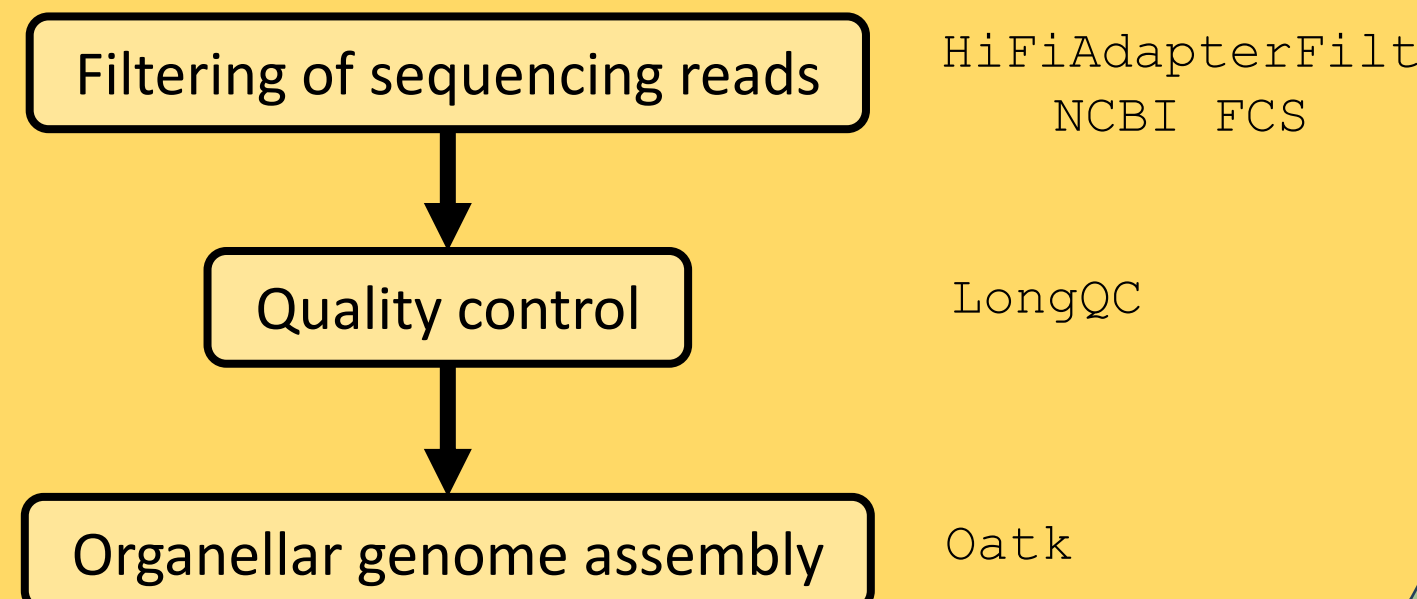 Filtering of sequencing reads
HiFiAdapterFilt
NCBI FCS
Quality control
LongQC
Organellar genome assembly
Oatk